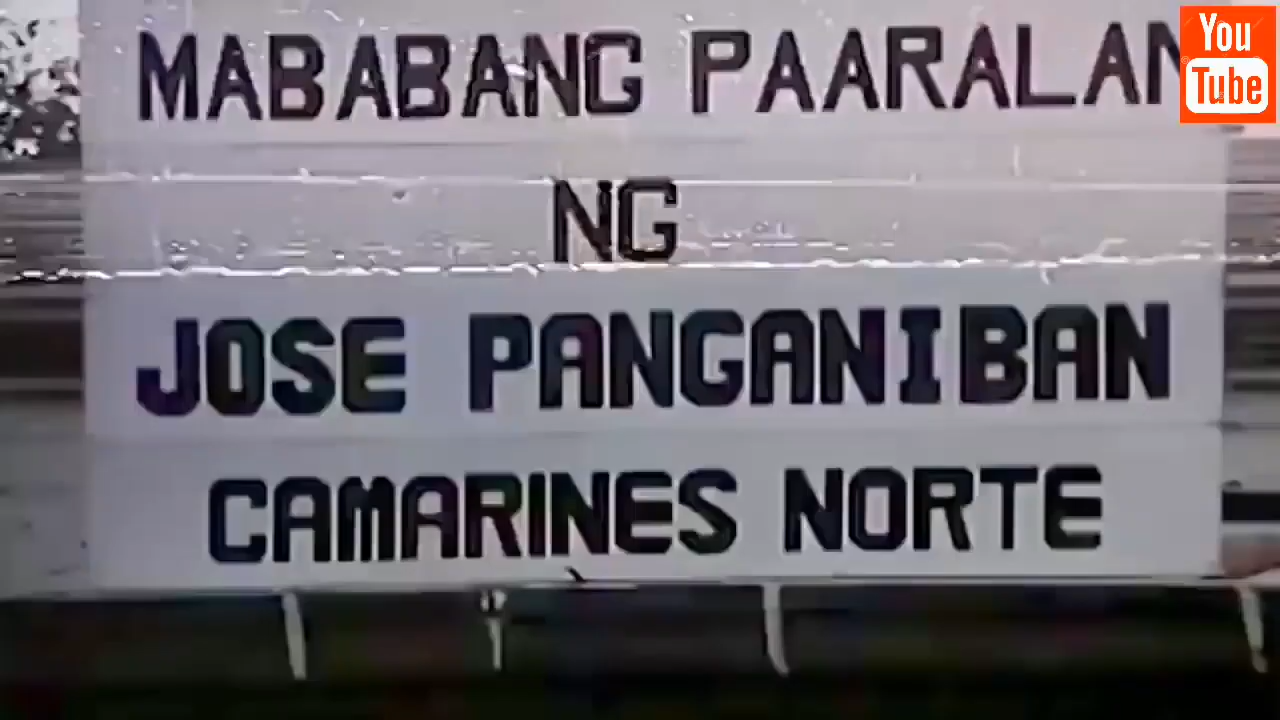 MABABANG PAARALAN
NG
JOSE PANGANIBAN
CAMARINES NORTE
You
Tube